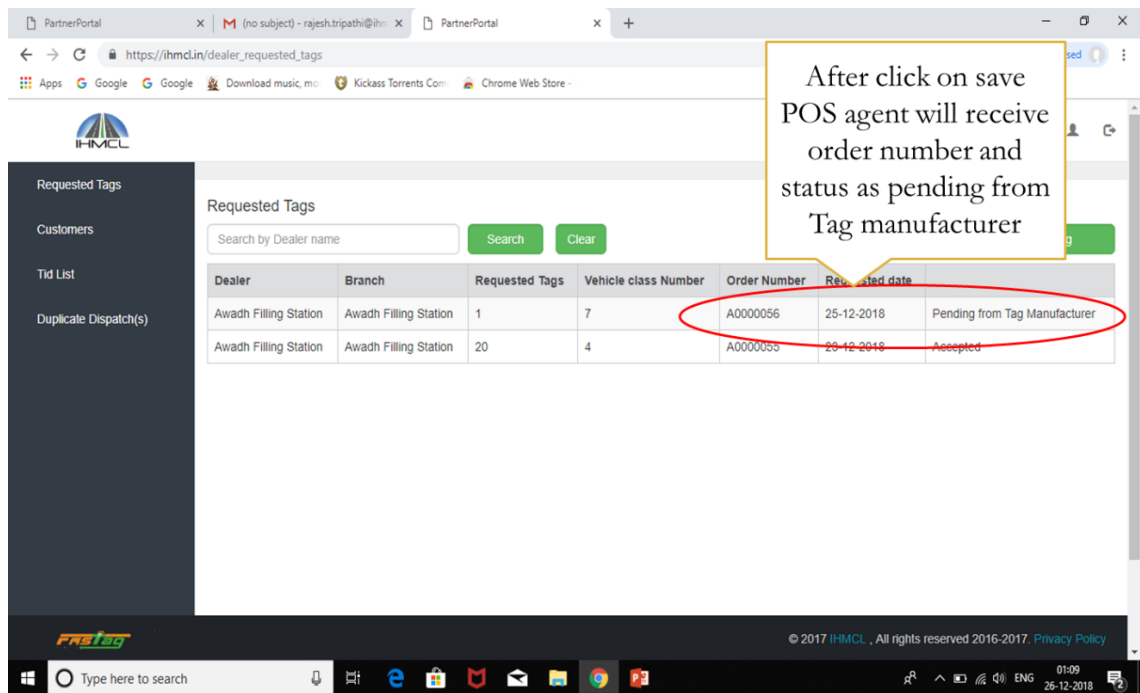 PartnerPortal
(no subject) - rajesh.tripathi@ihm
PartnerPortal
https://ihmcl.in/dealer_requested_tags
sed
Apps Google Google Download music, mo Kickass Torrents Com Chrome Web Store -
After click on save
POS agent will receive
order number and
status as pending from
Tag manufacturer
IHMCL
Requested Tags
Customers
Tid List
Duplicate Dispatch(s)
Requested Tags
Search by Dealer name Search Clear g
Dealer Branch Requested Tags Vehicle class Number Order Number Requested date
Awadh Filling Station Awadh Filling Station 1 7 A0000056 25-12-2018 Pending from Tag Manufacturer
Awadh Filling Station Awadh Filling Station 20 4 A0000055 23-12-2018 Accepted
FASTag
© 2017 IHMCL , All rights reserved 2016-2017. Privacy Policy
Type here to search
ENG
01:09
26-12-2018
2